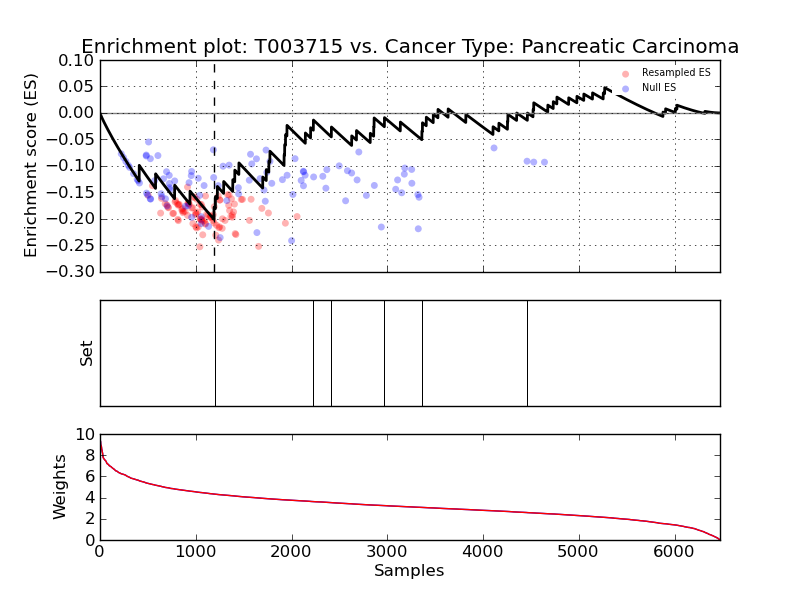 Enrichment plot: T003715 vs. Cancer Type: Pancreatic Carcinoma
Enrichment score (ES)
0.10
0.05
0.00
−0.05
−0.10
−0.15
−0.20
−0.25
−0.30
Resampled ES
Null ES
Set
Weights
10
8
6
4
2
0
0 1000 2000 3000 4000 5000 6000
Samples